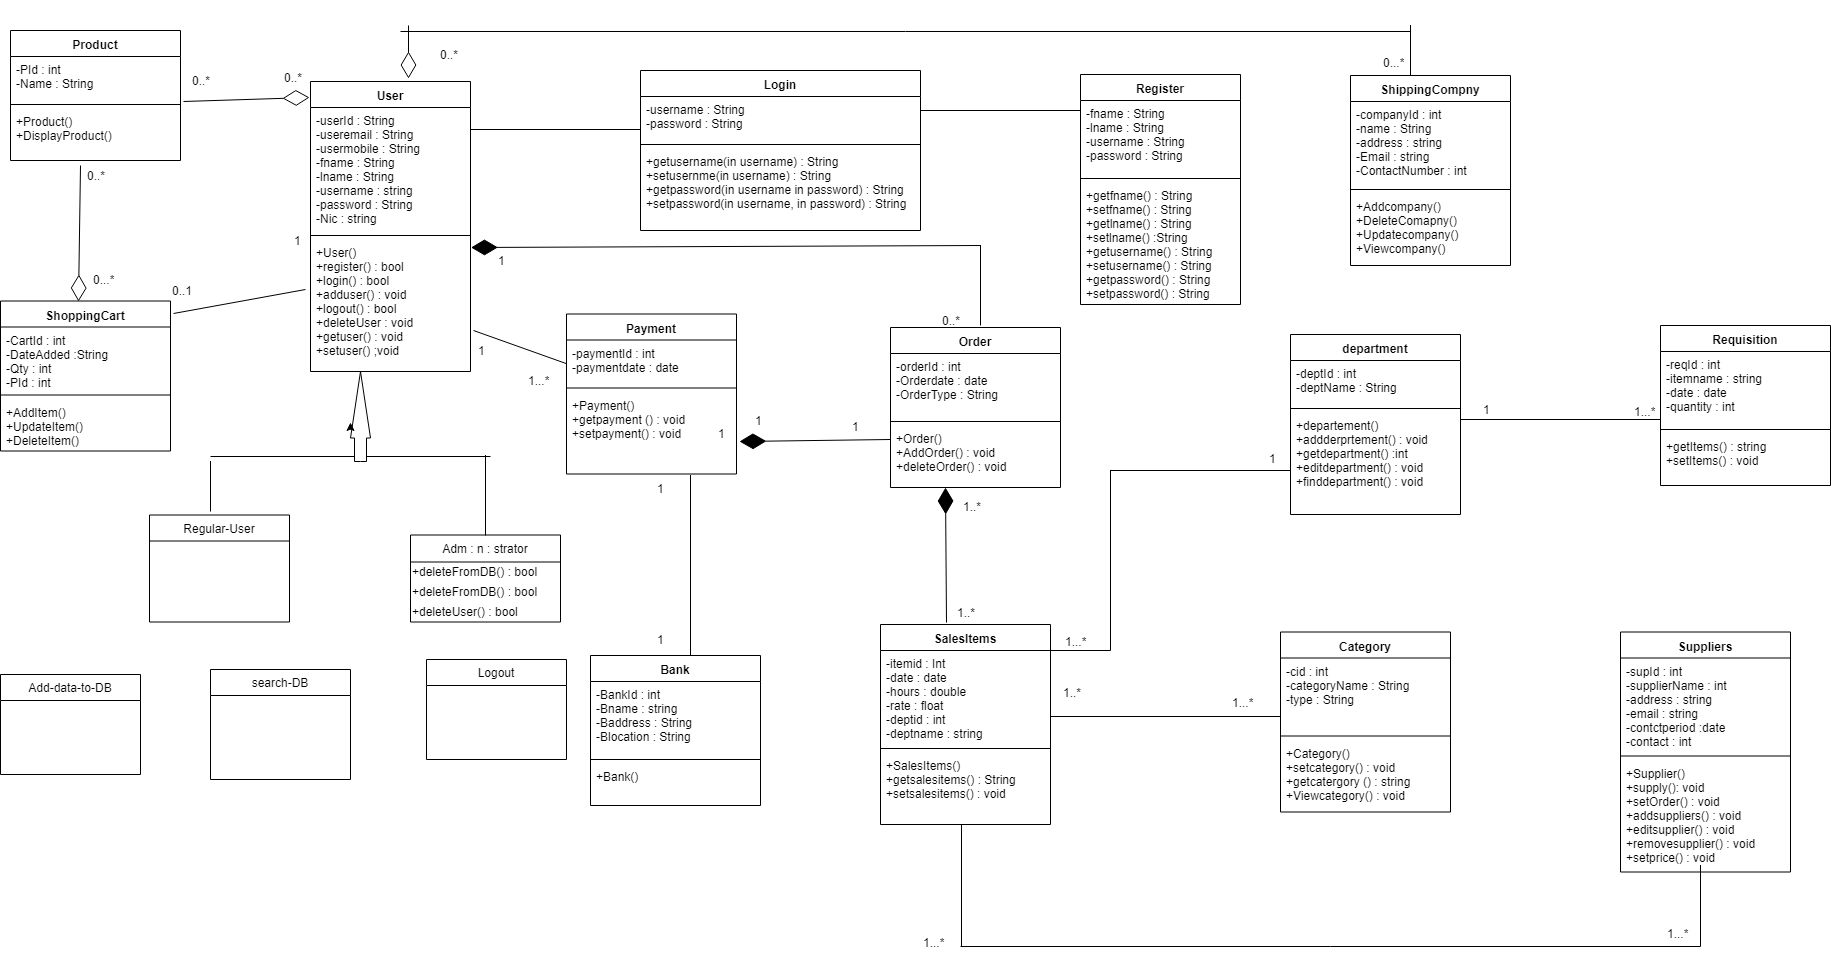 Product
-PId : int
-Name : String
+Product()
+DisplayProduct()
0..*
0..*
0..*
0...*
ShoppingCart
-CartId : int
-DateAdded :String
-Qty : int
-PId : int
+AddItem()
+UpdateItem()
+DeleteItem()
0..1
1
0..*
User
-userId : String
-useremail : String
-usermobile : String
-fname : String
-lname : String
-username : string
-password : String
-Nic : string
+User()
+register() : bool
+login() : bool
+adduser() : void
+logout() : bool
+deleteUser : void
+getuser() : void
+setuser() ;void
1
1
1...*
Login
-username : String
-password : String
+getusername(in username) : String
+setusernme(in username) : String
+getpassword(in username in password) : String
+setpassword(in username, in password) : String
Register
-fname : String
-lname : String
-username : String
-password : String
+getfname() : String
+setfname() : String
+getlname() : String
+setlname() :String
+getusername() : String
+setusername() : String
+getpassword() : String
+setpassword() : String
0...*
ShippingCompny
-companyId : int
-name : String
-address : string
-Email : string
-ContactNumber : int
+Addcompany()
+DeleteComapny()
+Updatecompany()
+Viewcompany()
Payment
-paymentId : int
-paymentdate : date
+Payment()
+getpayment () : void
+setpayment() : void
1
1
1
0..*
Order
-orderId : int
-Orderdate : date
-OrderType : String
+Order()
+AddOrder() : void
+deleteOrder() : void
1..*
1..*
department
-deptId : int
-deptName : String
+departement()
+addderprtement() : void
+getdepartment() :int
+editdepartment() : void
+finddepartment() : void
1
1
1...*
Requisition
-reqId : int
-itemname : string
-date : date
-quantity : int
+getItems() : string
+setItems() : void
Regular-User
Adm : n : strator
+deleteFromDB() : bool
+deleteFromDB() : bool
+deleteUser() : bool
1
1
Add-data-to-DB
search-DB
Logout
Bank
-BankId : int
-Bname : string
-Baddress : String
-Blocation : String
+Bank()
SalesItems
-itemid : Int
-date : date
-hours : double
-rate : float
-deptid : int
-deptname : string
+SalesItems()
+getsalesitems() : String
+setsalesitems() : void
1...*
1..*
1...*
Category
-cid : int
-categoryName : String
-type : String
+Category()
+setcategory() : void
+getcatergory () : string
+Viewcategory() : void
Suppliers
-supId : int
-supplierName : int
-address : string
-email : string
-contctperiod :date
-contact : int
+Supplier()
+supply(): void
+setOrder() : void
+addsuppliers() : void
+editsupplier() : void
+removesupplier() : void
+setprice() : void
1...*
1...*